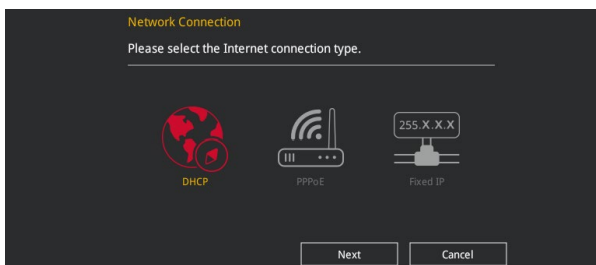 Network Connection
Please select the Internet connection type.
255.X.X.X
DHCP PPPoE Fixed IP
Next Cancel